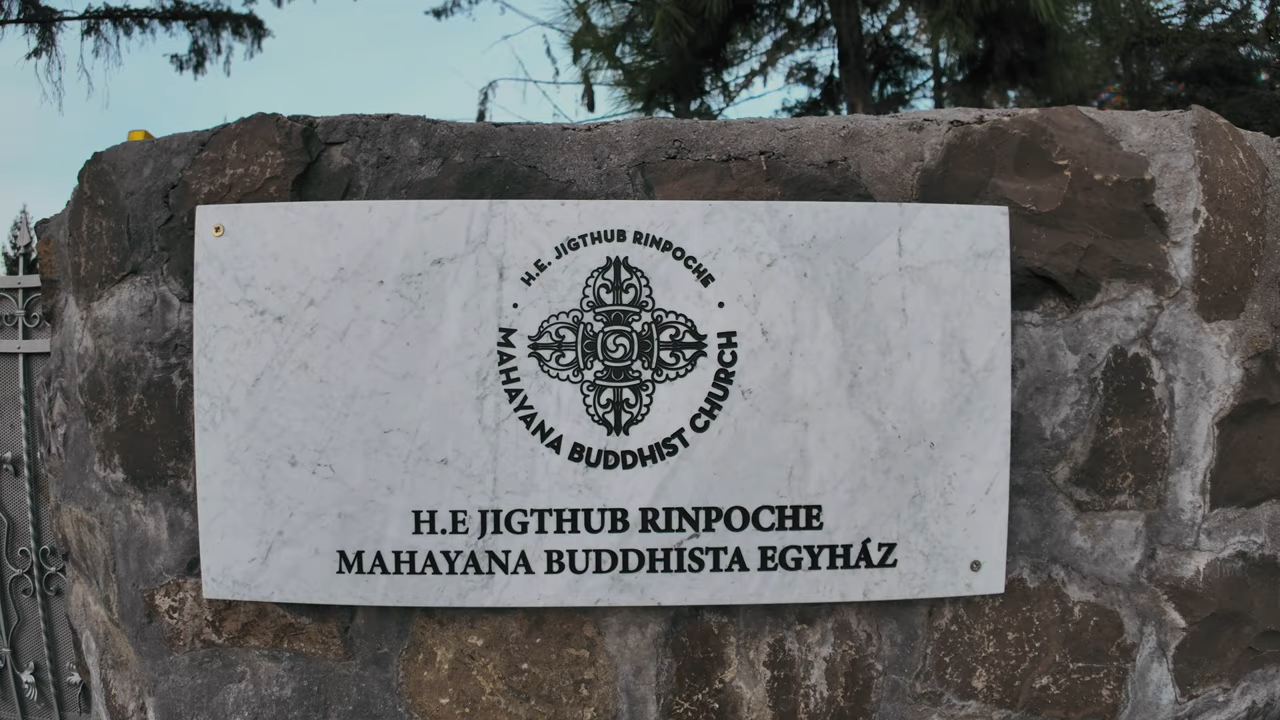 H.E. JIGTHUB RINPOCHE
MAHAYANA BUDDHIST CHURCH
H.E JIGTHUB RINPOCHE
MAHAYANA BUDDHISTA EGYHÁZ